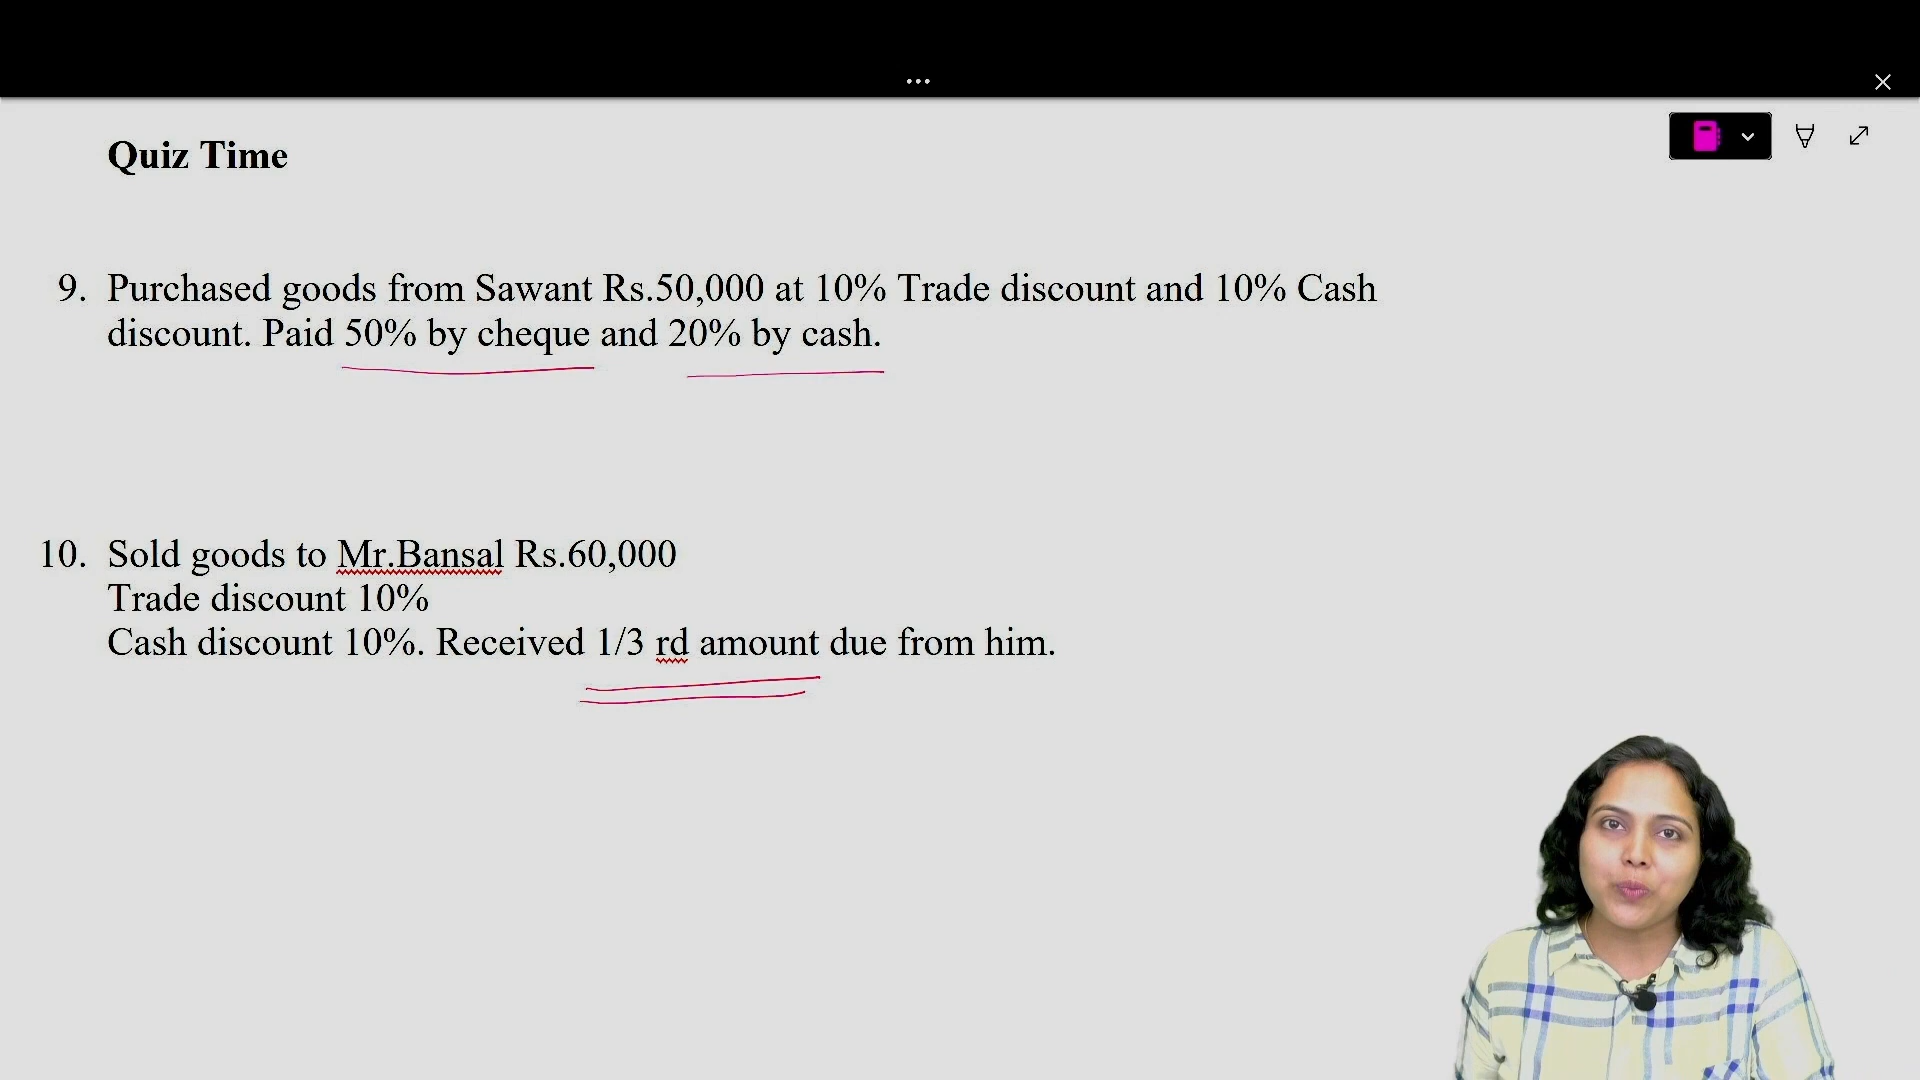 Quiz Time
9. Purchased goods from Sawant Rs.50,000 at 10% Trade discount and 10% Cash
discount. Paid 50% by cheque and 20% by cash.
10. Sold goods to Mr.Bansal Rs.60,000
Trade discount 10%
Cash discount 10%. Received 1/3 rd amount due from him.